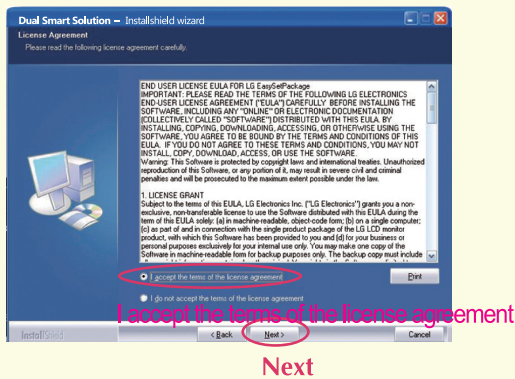 Dual Smart Solution – Installshield wizard
License Agreement
Please read the following license agreement carefully.
END USER LICENSE EULA FOR LG EasySetPackage
IMPORTANT: PLEASE READ THE TERMS OF THE FOLLOWING LG ELECTRONICS
END-USER LICENSE AGREEMENT ("EULA") CAREFULLY BEFORE INSTALLING THE
SOFTWARE, INCLUDING ANY "ONLINE" OR ELECTRONIC DOCUMENTATION
(COLLECTIVELY CALLED "SOFTWARE") DISTRIBUTED WITH THIS EULA. BY
INSTALLING, COPYING, DOWNLOADING, ACCESSING, OR OTHERWISE USING THE
SOFTWARE, YOU AGREE TO BE BOUND BY THE TERMS AND CONDITIONS OF THIS
EULA. IF YOU DO NOT AGREE TO THESE TERMS AND CONDITIONS, YOU MAY NOT
INSTALL, COPY, DOWNLOAD, ACCESS, OR USE THE SOFTWARE.
Warning: This Software is protected by copyright laws and international treaties. Unauthorized
reproduction of this Software, or any portion of it, may result in severe civil and criminal
penalties and will be prosecuted to the maximum extent possible under the law.
1. LICENSE GRANT
Subject to the terms of this EULA, LG Electronics Inc. ("LG Electronics") grants you a non-
exclusive, non-transferable license to use the Software distributed with this EULA during the
term of this EULA solely: (a) in machine-readable, object-code form; (b) on a single computer;
(c) as part of and in connection with the single product package of the LG LCD monitor
product, with which this Software has been provided to you and (d) for your business or
personal purposes exclusively for your internal use only. You may make one copy of the
Software in machine-readable form for backup purposes only. The backup copy must include
I accept the terms of the license agreement
Print
I do not accept the terms of the license agreement
I accept the terms of the license agreement
InstallShield
< Back
Next >
Cancel
Next